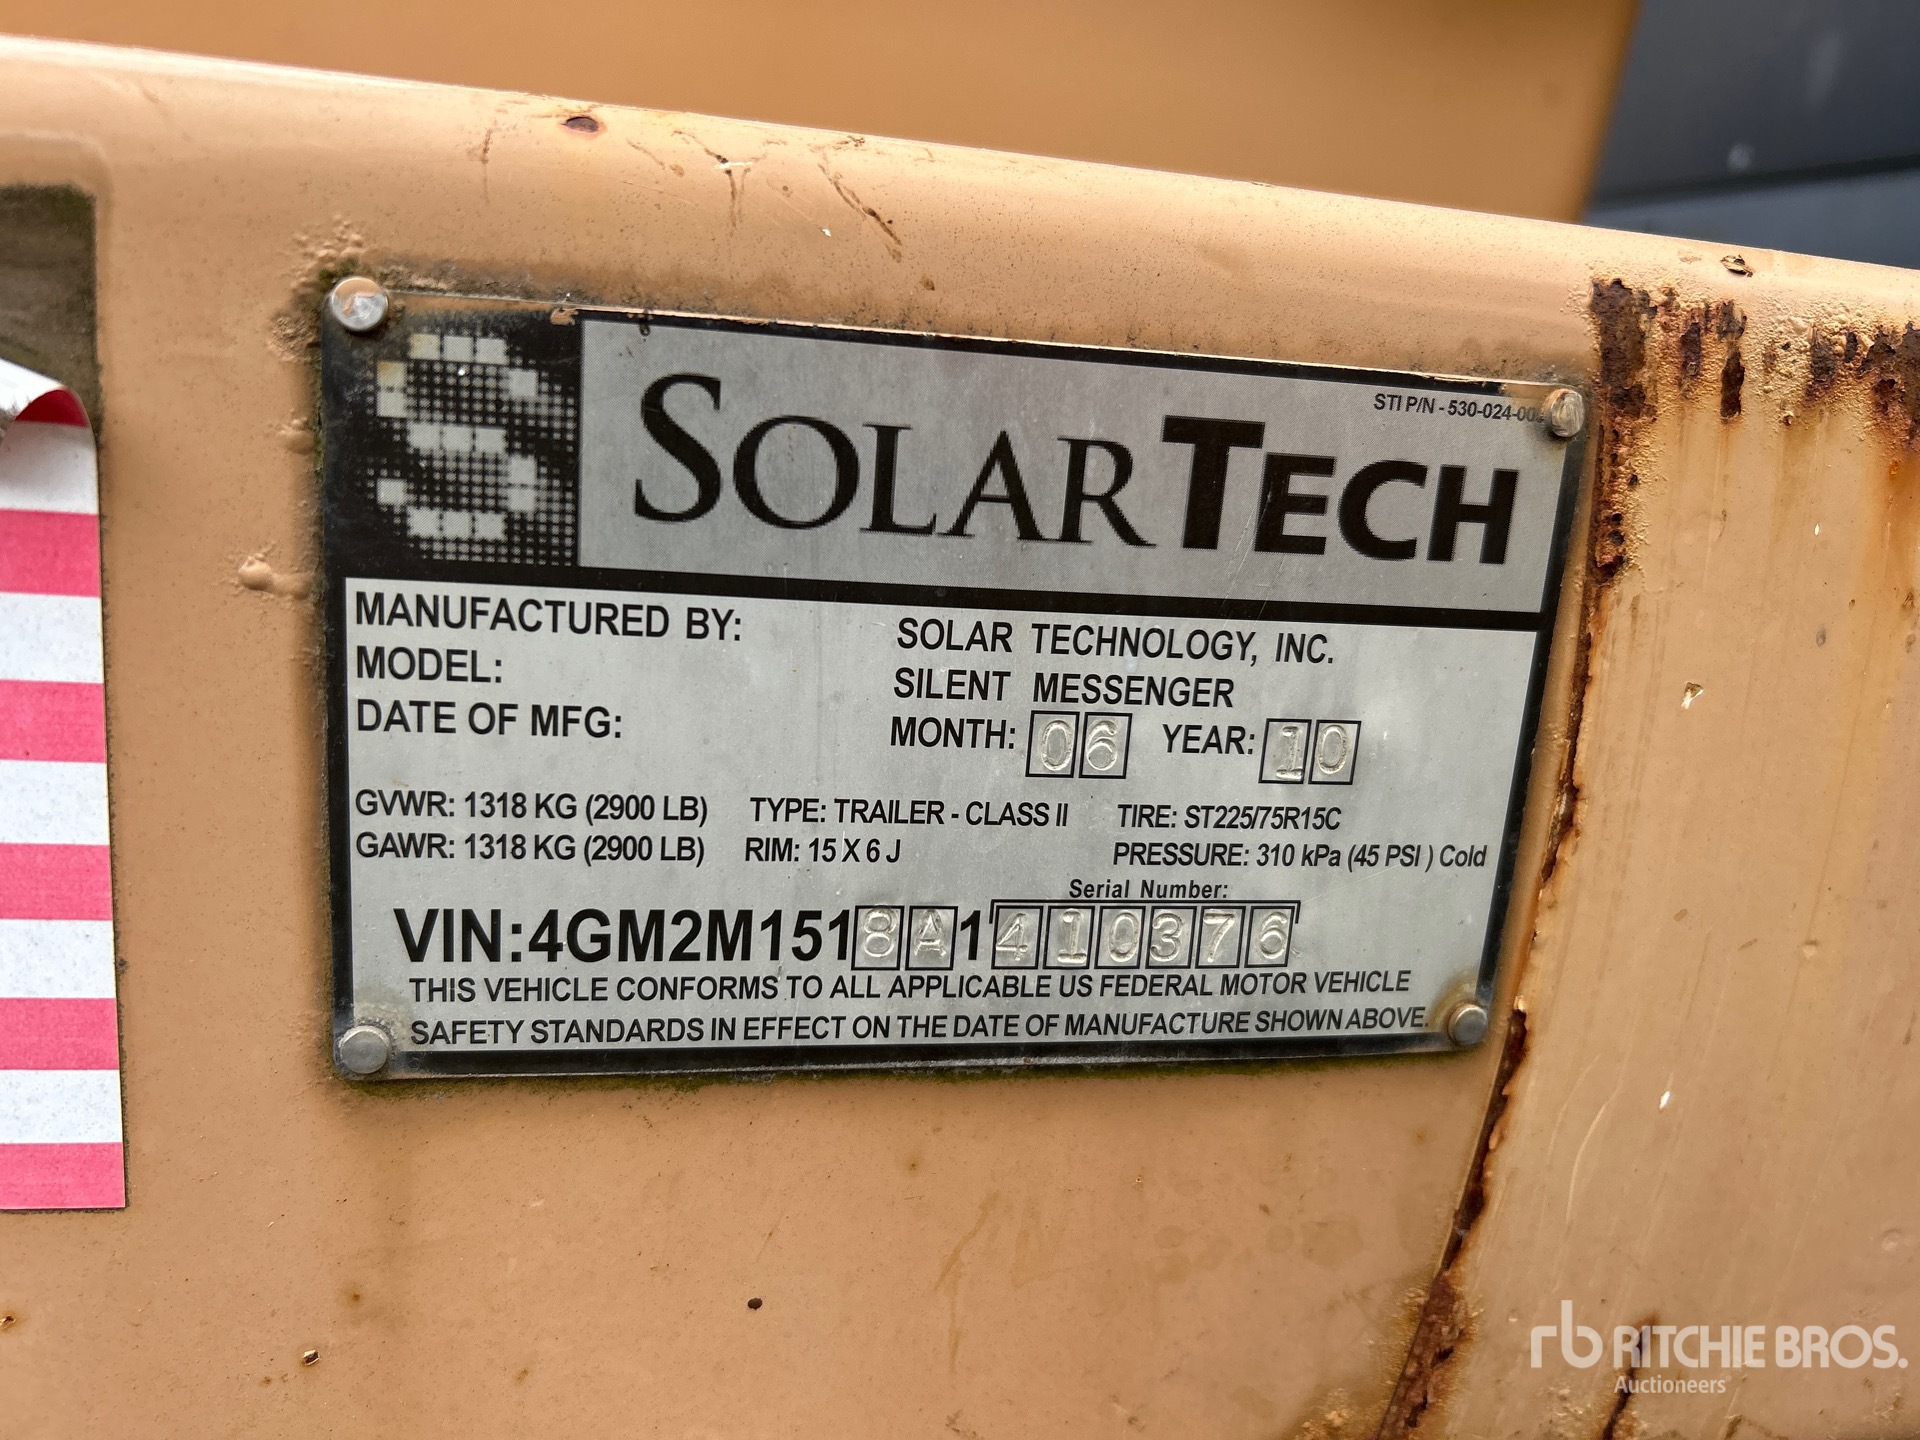 STI P/N - 530-024-00
SOLARTECH
MANUFACTURED BY: SOLAR TECHNOLOGY, INC.
MODEL: SILENT MESSENGER
DATE OF MFG: MONTH: 06 YEAR: 10
GVWR: 1318 KG (2900 LB) TYPE: TRAILER - CLASS II TIRE: ST225/75R15C
GAWR: 1318 KG (2900 LB) RIM: 15 X 6 J PRESSURE: 310 kPa (45 PSI ) Cold
Serial Number:
VIN:4GM2M1518A1410376
THIS VEHICLE CONFORMS TO ALL APPLICABLE US FEDERAL MOTOR VEHICLE
SAFETY STANDARDS IN EFFECT ON THE DATE OF MANUFACTURE SHOWN ABOVE.
rb RITCHIE BROS.
Auctioneers